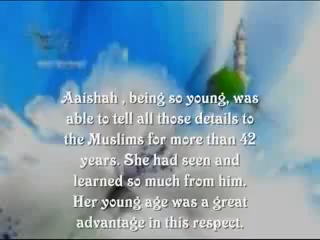 Aaishah , being so young, was
able to tell all those details to
the Muslims for more than 42
years. She had seen and
learned so much from him.
Her young age was a great
advantage in this respect.